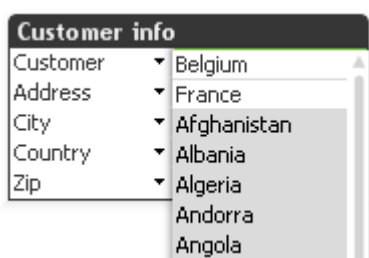 Customer info
Customer
Address
City
Country
Zip
Belgium
France
Afghanistan
Albania
Algeria
Andorra
Angola